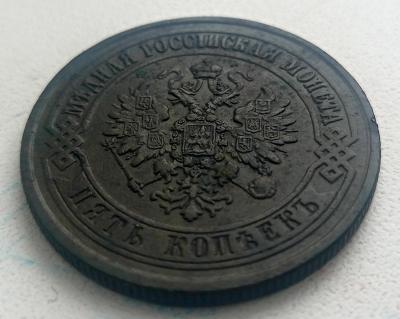 МѢДНАЯ РОССІЙСКАЯ МОНЕТА
ПЯТЬ КОПѢЕКЪ